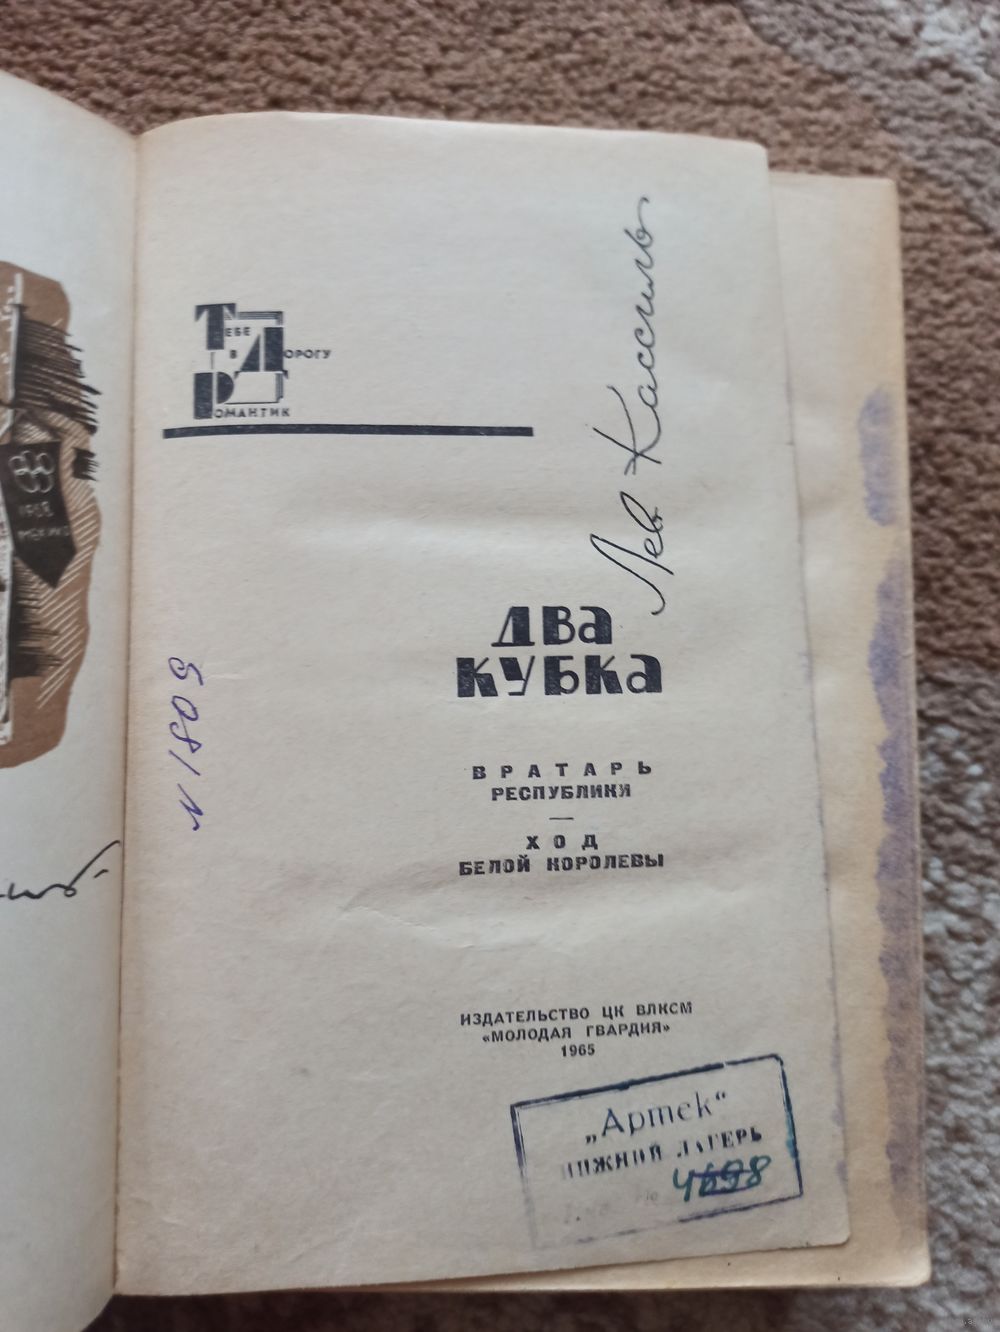 Тебе
в Дорогу
Романтик
Лев Кассиль
ДВА
КУБКА
ВРАТАРЬ
РЕСПУБЛИКИ
—
ХОД
БЕЛОЙ КОРОЛЕВЫ
ИЗДАТЕЛЬСТВО ЦК ВЛКСМ
«МОЛОДАЯ ГВАРДИЯ»
1965
„Артек“
НИЖНИЙ ЛАГЕРЬ
4698
1968